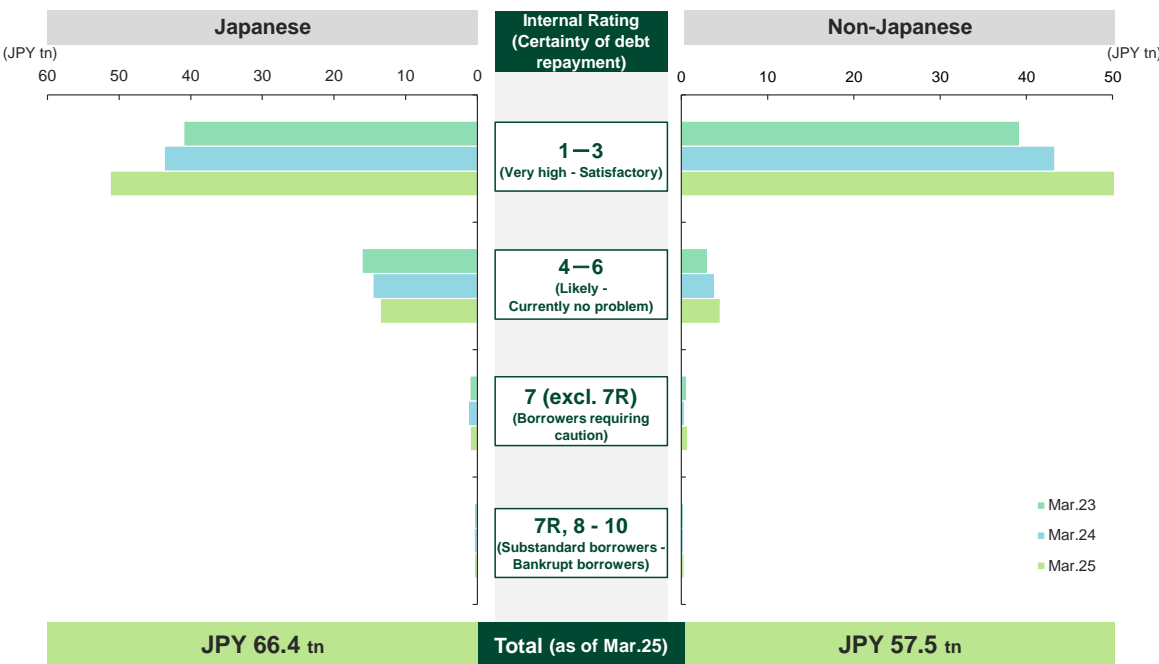 Japanese
Internal Rating
(Certainty of debt
repayment)
Non-Japanese
(JPY tn)
(JPY tn)
60 50 40 30 20 10 0
0 10 20 30 40 50
1－3
(Very high - Satisfactory)
4－6
(Likely -
Currently no problem)
7 (excl. 7R)
(Borrowers requiring
caution)
7R, 8 - 10
(Substandard borrowers -
Bankrupt borrowers)
Mar.23
Mar.24
Mar.25
JPY 66.4 tn
Total (as of Mar.25)
JPY 57.5 tn